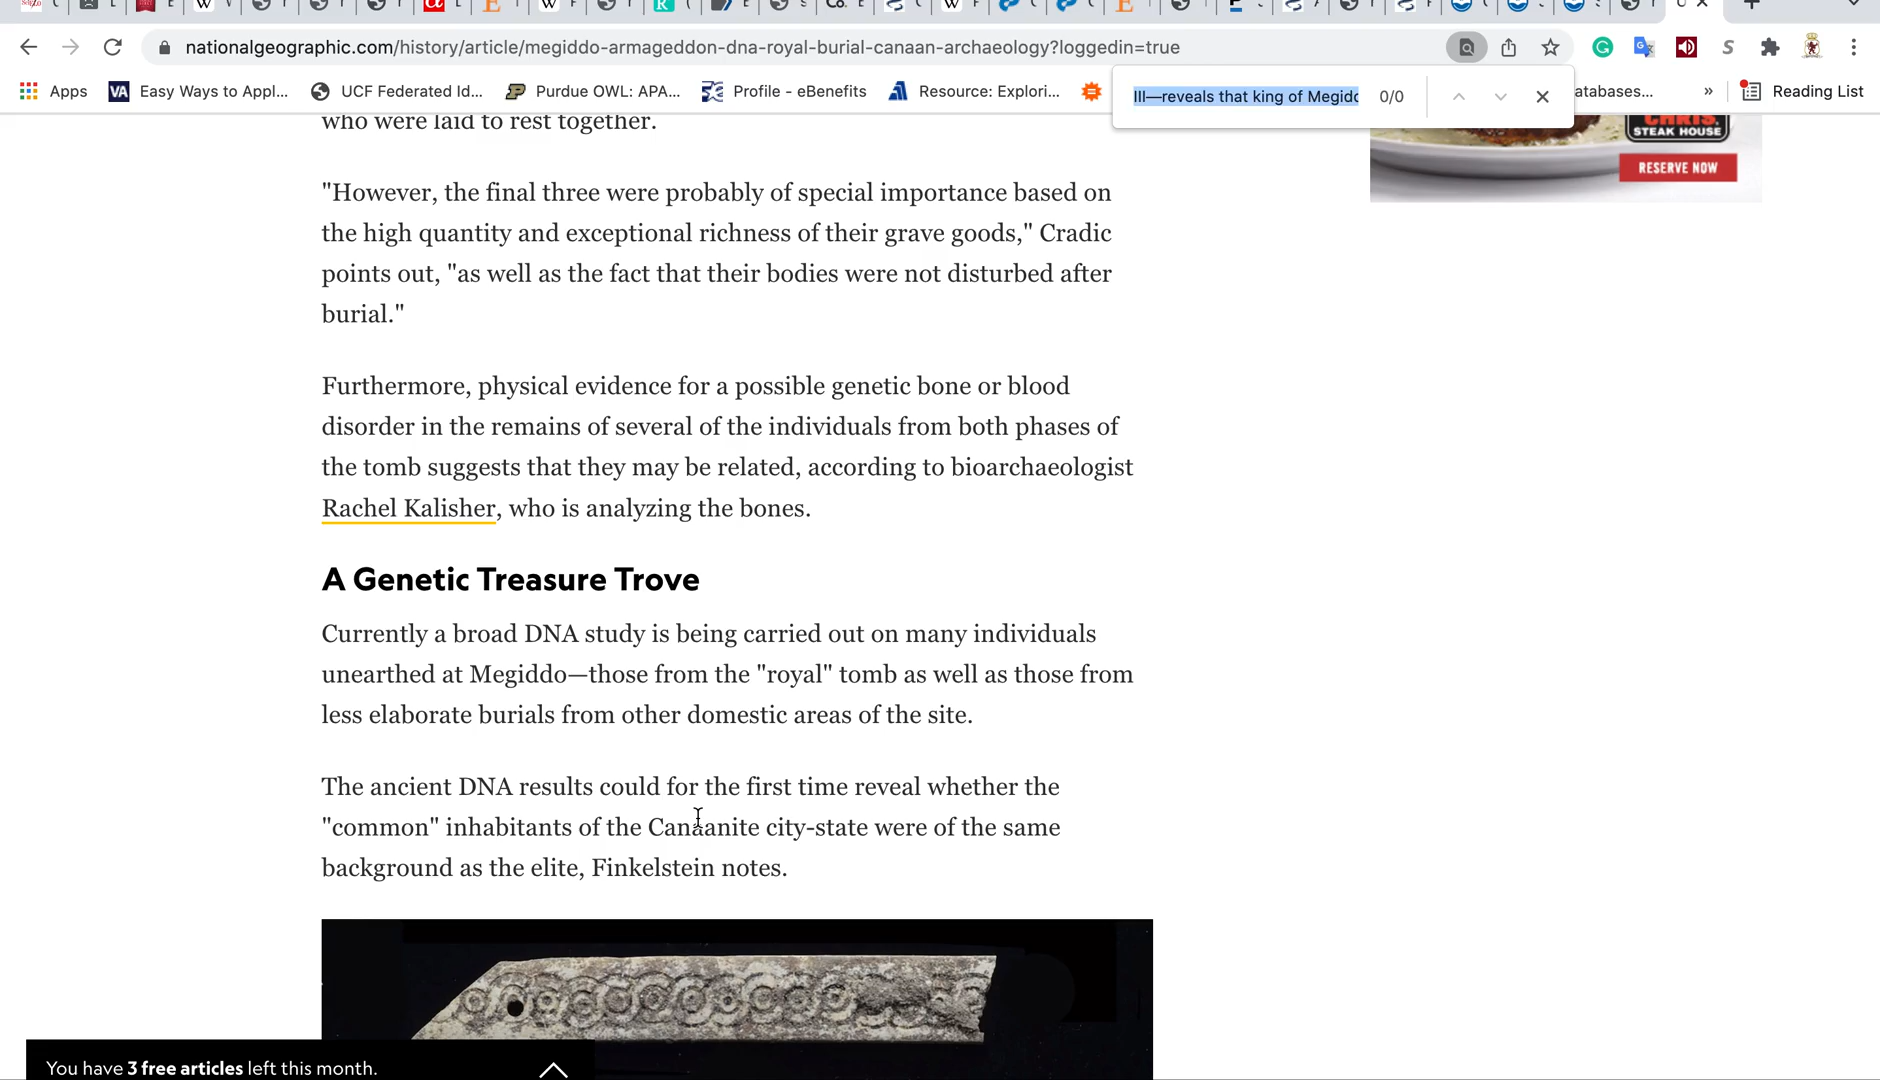 nationalgeographic.com/history/article/megiddo-armageddon-dna-royal-burial-canaan-archaeology?loggedin=true
Apps
VA Easy Ways to Appl...
UCF Federated Id...
Purdue OWL: APA...
Profile - eBenefits
Resource: Explori...
III—reveals that king of Megidd
0/0
atabases...
»
Reading List
who were laid to rest together.
STEAK HOUSE
RESERVE NOW
"However, the final three were probably of special importance based on
the high quantity and exceptional richness of their grave goods," Cradic
points out, "as well as the fact that their bodies were not disturbed after
burial."
Furthermore, physical evidence for a possible genetic bone or blood
disorder in the remains of several of the individuals from both phases of
the tomb suggests that they may be related, according to bioarchaeologist
Rachel Kalisher, who is analyzing the bones.
A Genetic Treasure Trove
Currently a broad DNA study is being carried out on many individuals
unearthed at Megiddo—those from the "royal" tomb as well as those from
less elaborate burials from other domestic areas of the site.
The ancient DNA results could for the first time reveal whether the
"common" inhabitants of the Canaanite city-state were of the same
background as the elite, Finkelstein notes.
You have 3 free articles left this month.